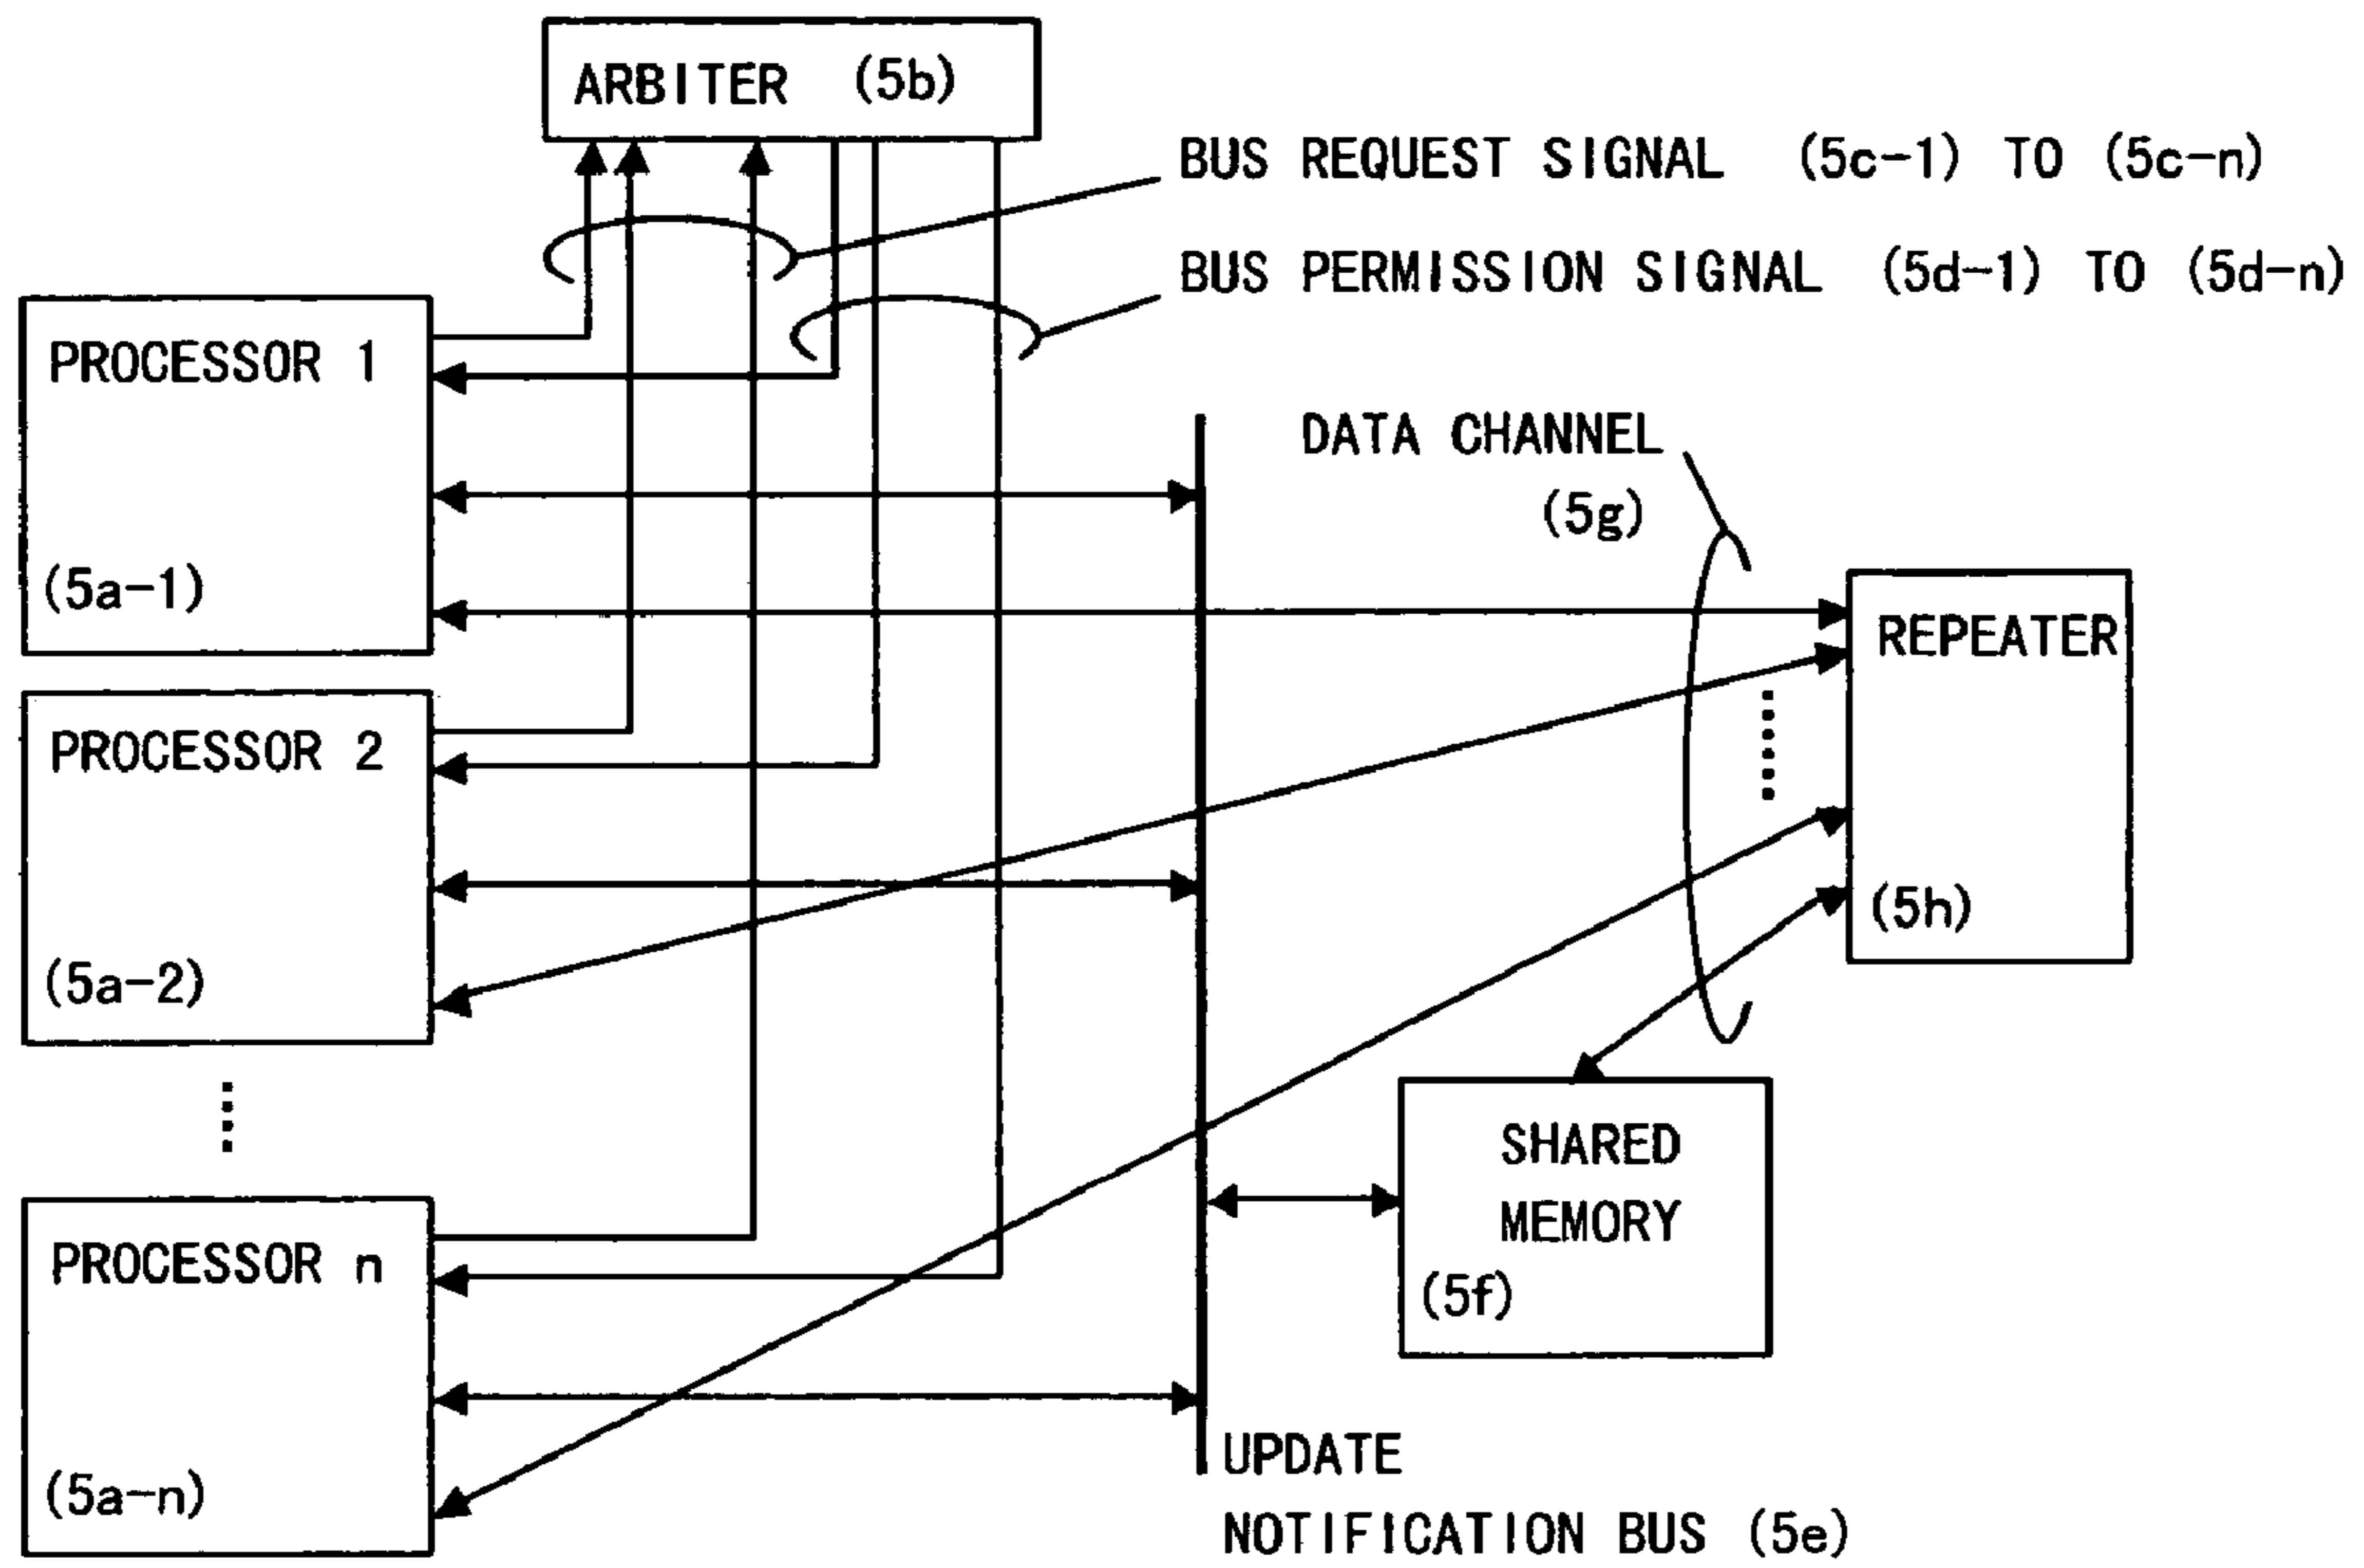 ARBITER (5b)
BUS REQUEST SIGNAL (5c-1) TO (5c-n)
BUS PERMISSION SIGNAL (5d-1) TO (5d-n)
PROCESSOR 1
(5a-1)
DATA CHANNEL
(5g)
REPEATER
(5h)
PROCESSOR 2
(5a-2)
SHARED
MEMORY
(5f)
PROCESSOR n
(5a-n)
UPDATE
NOTIFICATION BUS (5e)